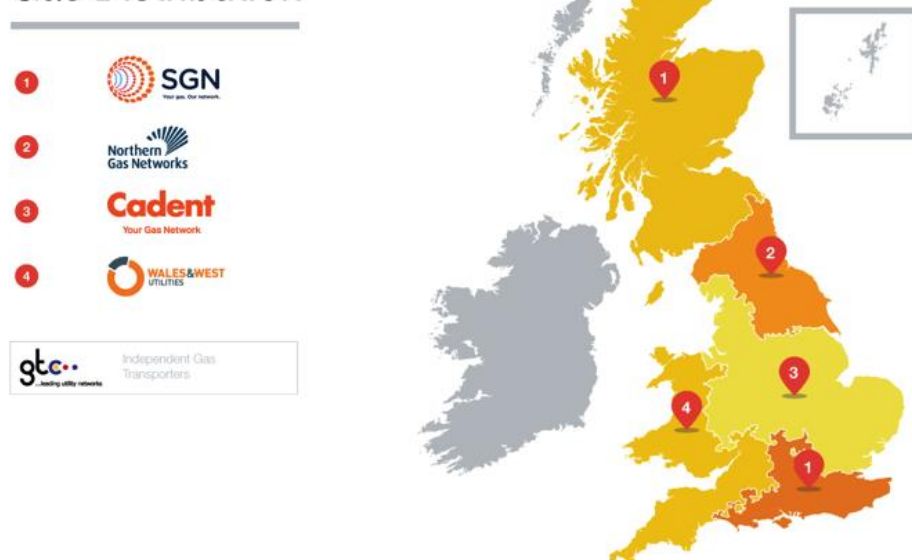 1
SGN
Your gas. Our network.
2
Northern
Gas Networks
3
Cadent
Your Gas Network
4
WALES&WEST
UTILITIES
gtc
...leading utility networks
Independent Gas
Transporters
1
2
3
4
1